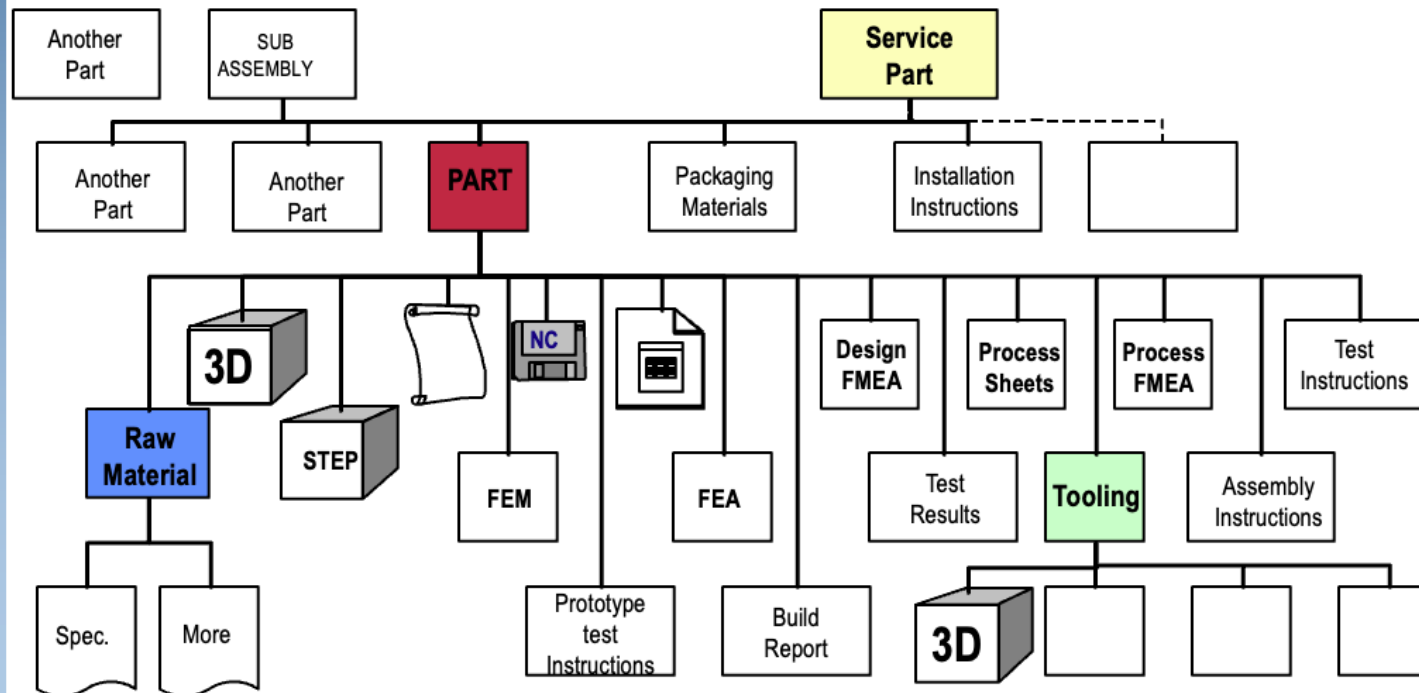 Another
Part
SUB
ASSEMBLY
Service
Part
Another
Part
Another
Part
PART
Packaging
Materials
Installation
Instructions
3D
STEP
NC
Design
FMEA
Process
Sheets
Process
FMEA
Test
Instructions
Raw
Material
FEM
FEA
Test
Results
Tooling
Assembly
Instructions
Spec.
More
Prototype
test
Instructions
Build
Report
3D